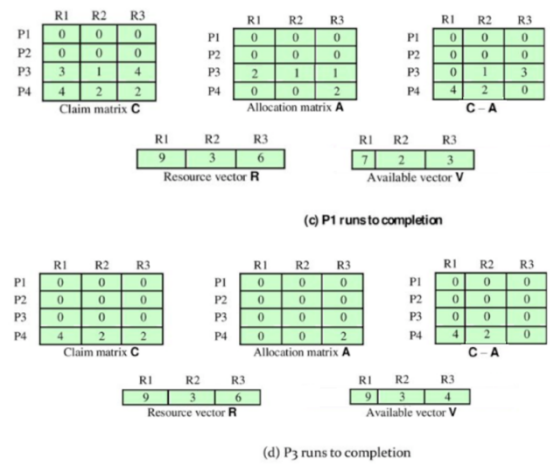 R1 R2 R3 R1 R2 R3 R1 R2 R3
P1 0 0 0 P1 0 0 0 P1 0 0 0
P2 0 0 0 P2 0 0 0 P2 0 0 0
P3 3 1 4 P3 2 1 1 P3 0 1 3
P4 4 2 2 P4 0 0 2 P4 4 2 0
Claim matrix C Allocation matrix A C – A
R1 R2 R3 R1 R2 R3
9 3 6 7 2 3
Resource vector R Available vector V
(c) P1 runs to completion
R1 R2 R3 R1 R2 R3 R1 R2 R3
P1 0 0 0 P1 0 0 0 P1 0 0 0
P2 0 0 0 P2 0 0 0 P2 0 0 0
P3 0 0 0 P3 0 0 0 P3 0 0 0
P4 4 2 2 P4 0 0 2 P4 4 2 0
Claim matrix C Allocation matrix A C – A
R1 R2 R3 R1 R2 R3
9 3 6 9 3 4
Resource vector R Available vector V
(d) P3 runs to completion